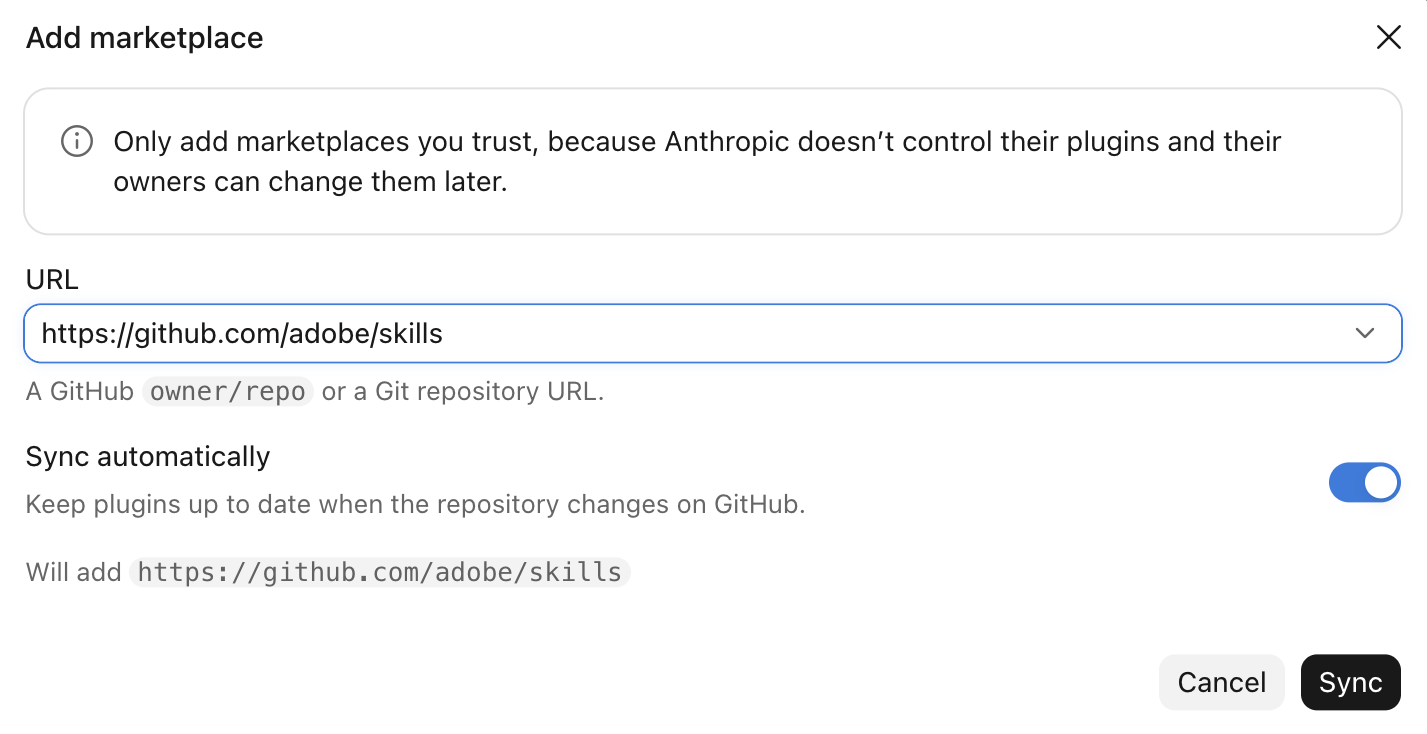 Add marketplace
Only add marketplaces you trust, because Anthropic doesn’t control their plugins and their
owners can change them later.
URL
https://github.com/adobe/skills
A GitHub owner/repo or a Git repository URL.
Sync automatically
Keep plugins up to date when the repository changes on GitHub.
Will add https://github.com/adobe/skills
Cancel Sync